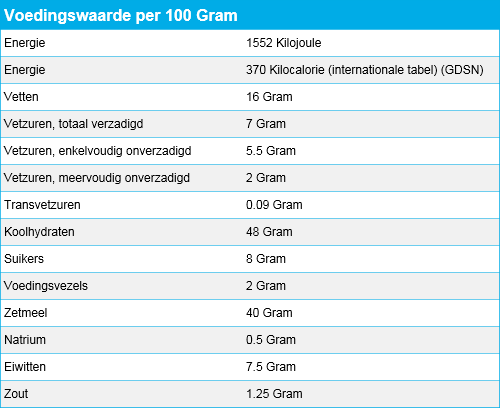 Voedingswaarde per 100 Gram
Energie 1552 Kilojoule
Energie 370 Kilocalorie (internationale tabel) (GDSN)
Vetten 16 Gram
Vetzuren, totaal verzadigd 7 Gram
Vetzuren, enkelvoudig onverzadigd 5.5 Gram
Vetzuren, meervoudig onverzadigd 2 Gram
Transvetzuren 0.09 Gram
Koolhydraten 48 Gram
Suikers 8 Gram
Voedingsvezels 2 Gram
Zetmeel 40 Gram
Natrium 0.5 Gram
Eiwitten 7.5 Gram
Zout 1.25 Gram